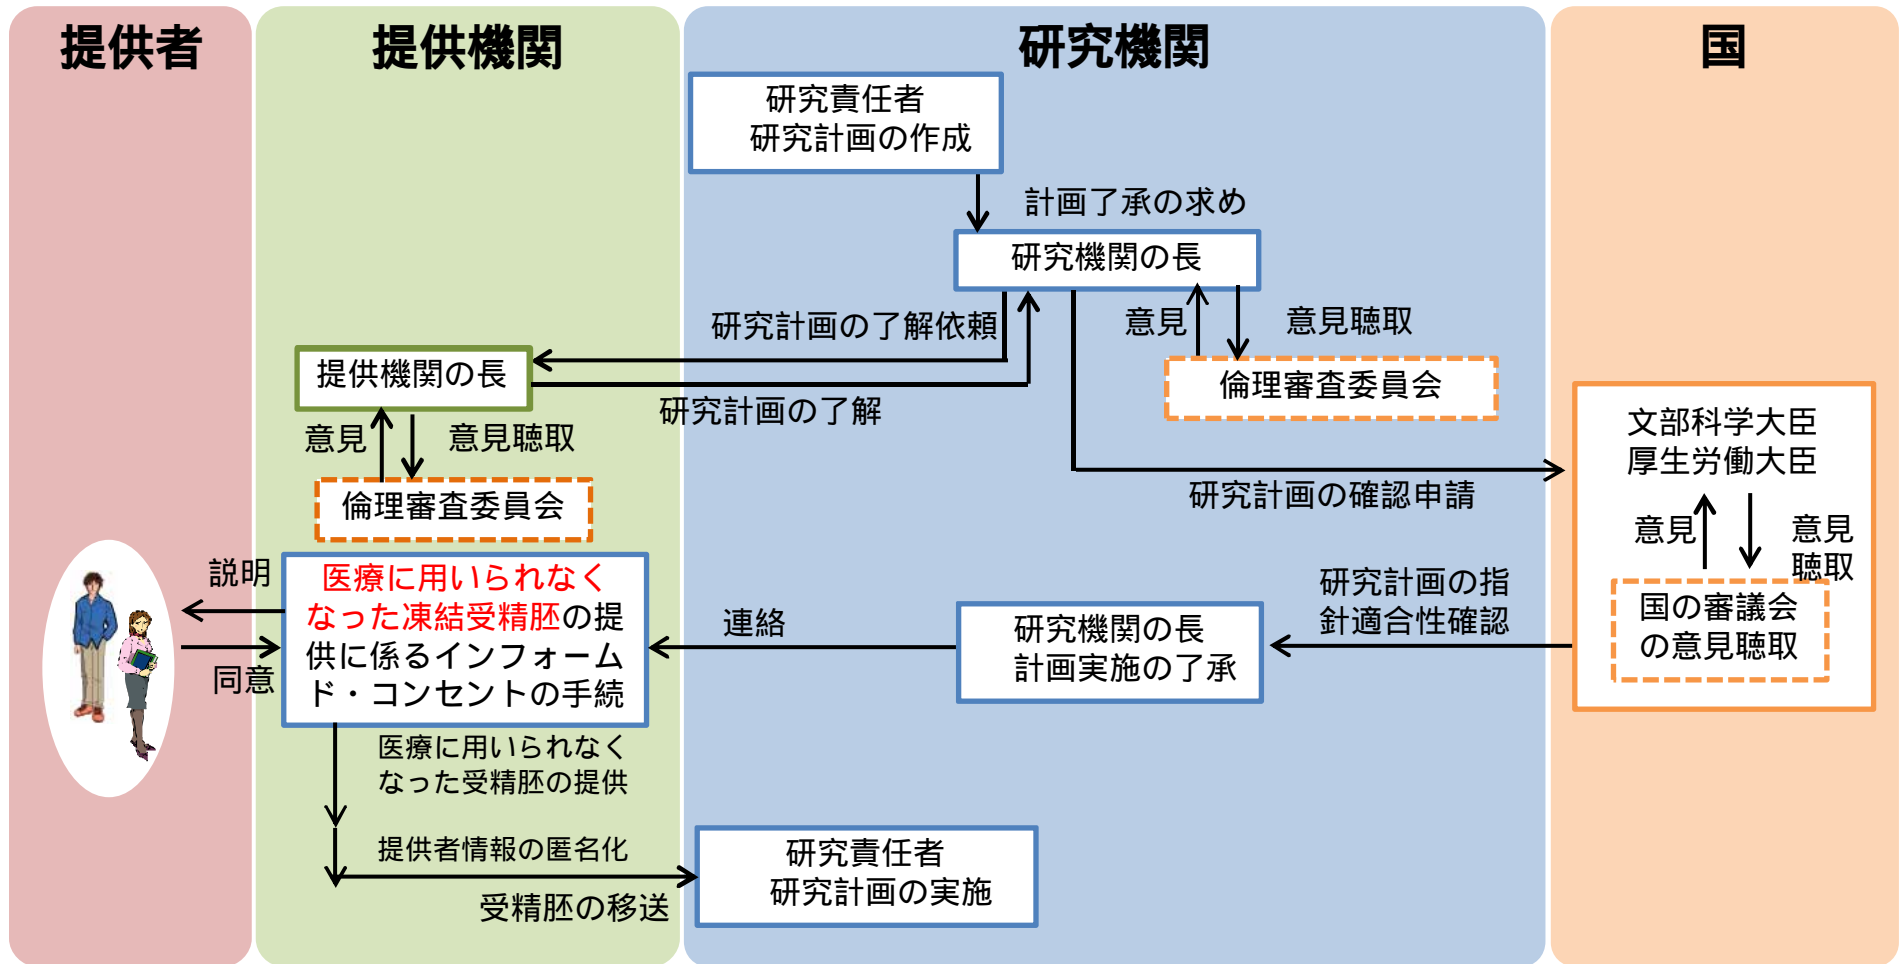 提供者
提供機関
研究機関
国
研究責任者
研究計画の作成
計画了承の求め
研究機関の長
研究計画の了解依頼
意見
意見聴取
提供機関の長
倫理審査委員会
研究計画の了解
意見
意見聴取
倫理審査委員会
文部科学大臣
厚生労働大臣
研究計画の確認申請
意見
意見
聴取
国の審議会
の意見聴取
研究計画の指
針適合性確認
研究機関の長
計画実施の了承
連絡
説明
同意
医療に用いられなく
なった凍結受精胚の提
供に係るインフォーム
ド・コンセントの手続
医療に用いられなく
なった受精胚の提供
提供者情報の匿名化
受精胚の移送
研究責任者
研究計画の実施